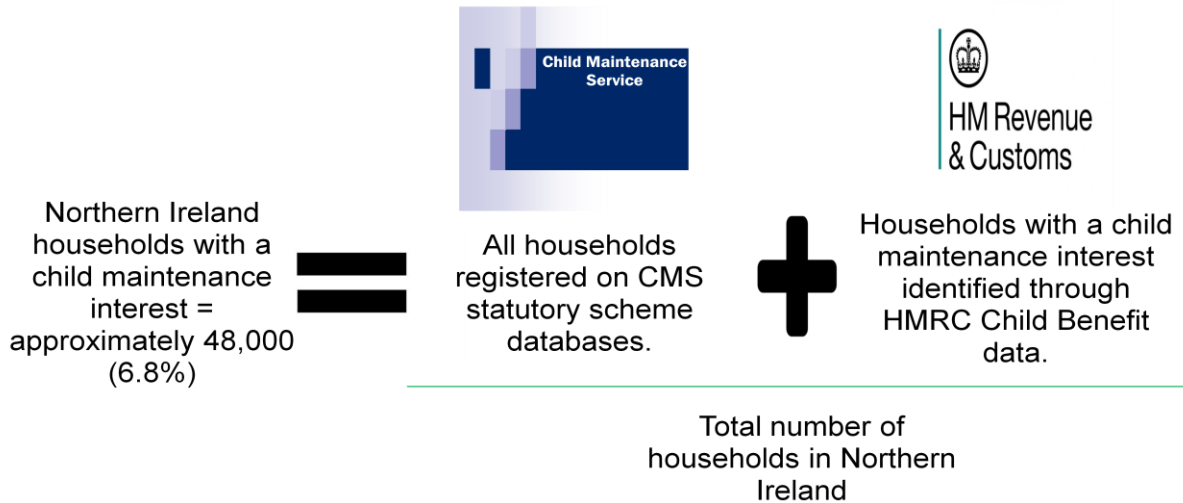 Northern Ireland
households with a
child maintenance
interest =
approximately 48,000
(6.8%)
Child Maintenance
Service
All households
registered on CMS
statutory scheme
databases.
HM Revenue
& Customs
Households with a child
maintenance interest
identified through
HMRC Child Benefit
data.
Total number of
households in Northern
Ireland